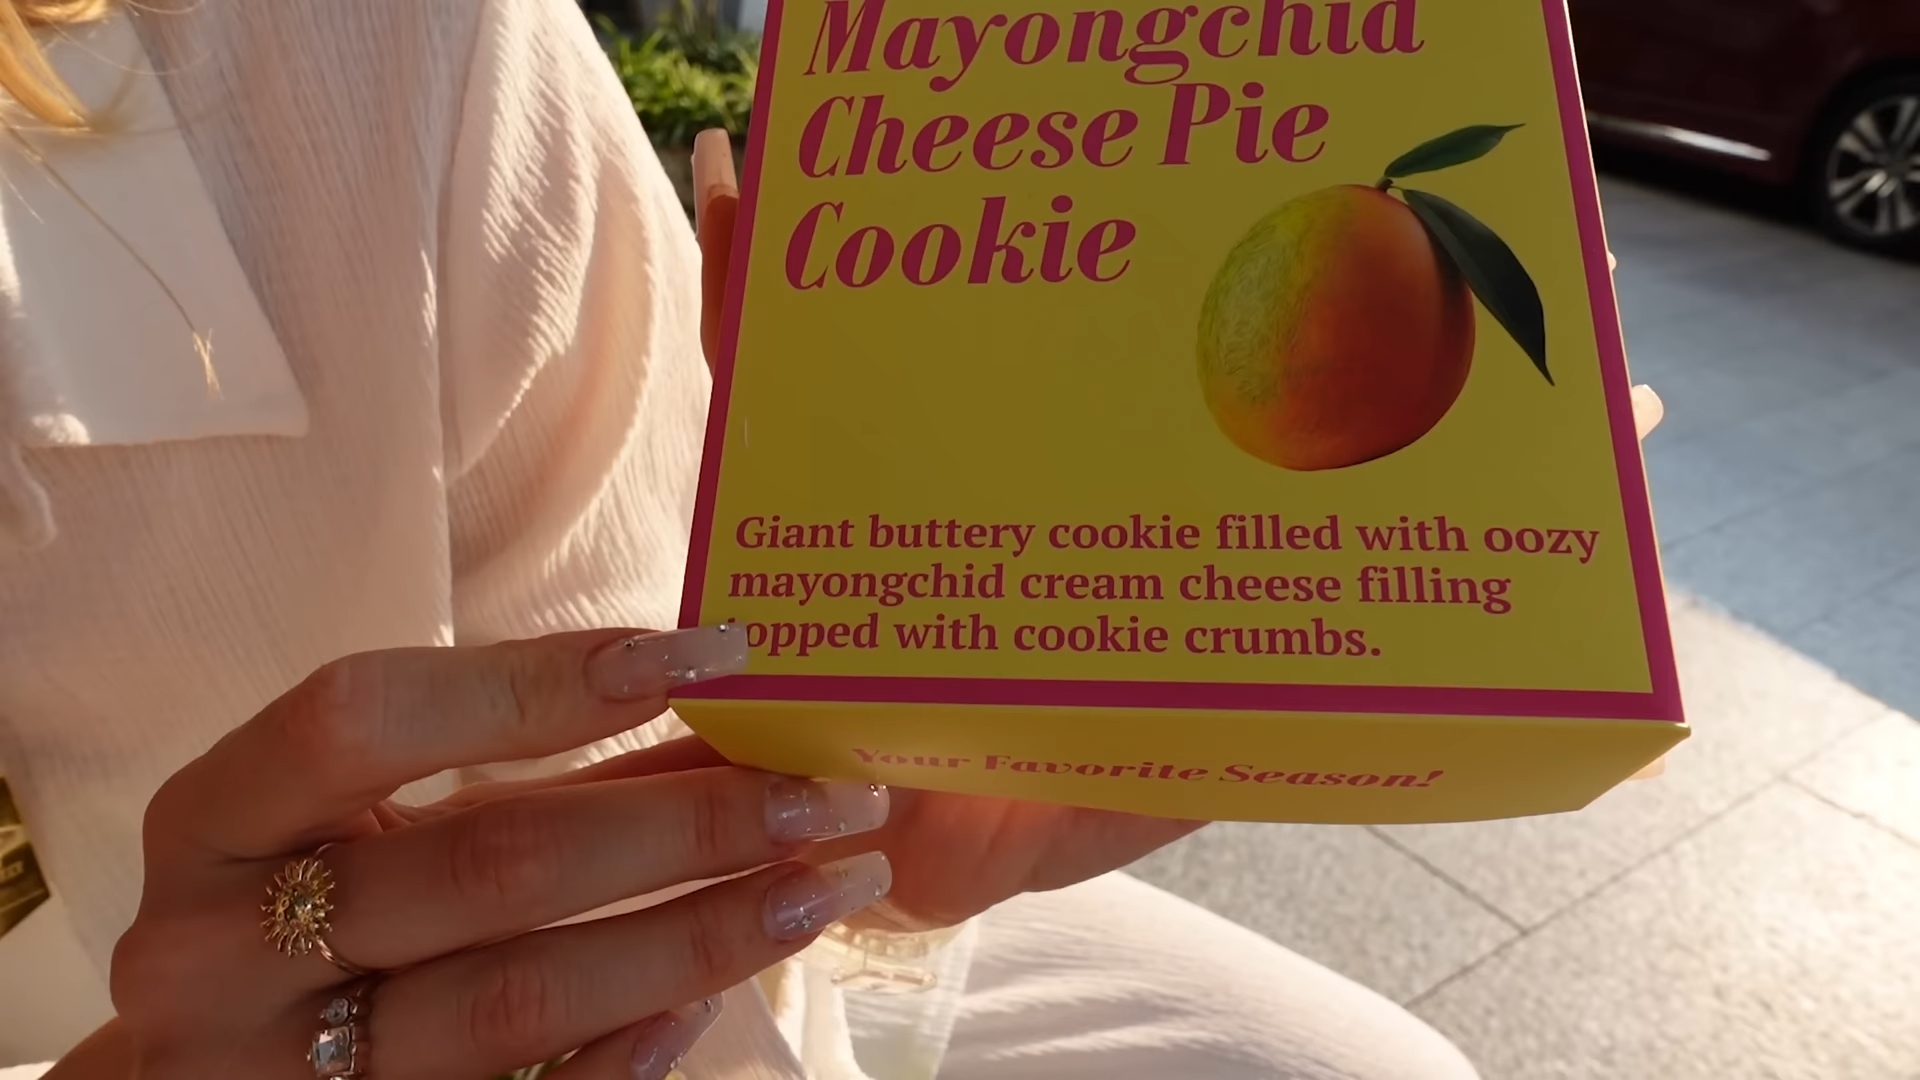 Mayongchid
Cheese Pie
Cookie
Giant buttery cookie filled with oozy
mayongchid cream cheese filling
topped with cookie crumbs.
Your Favorite Season!